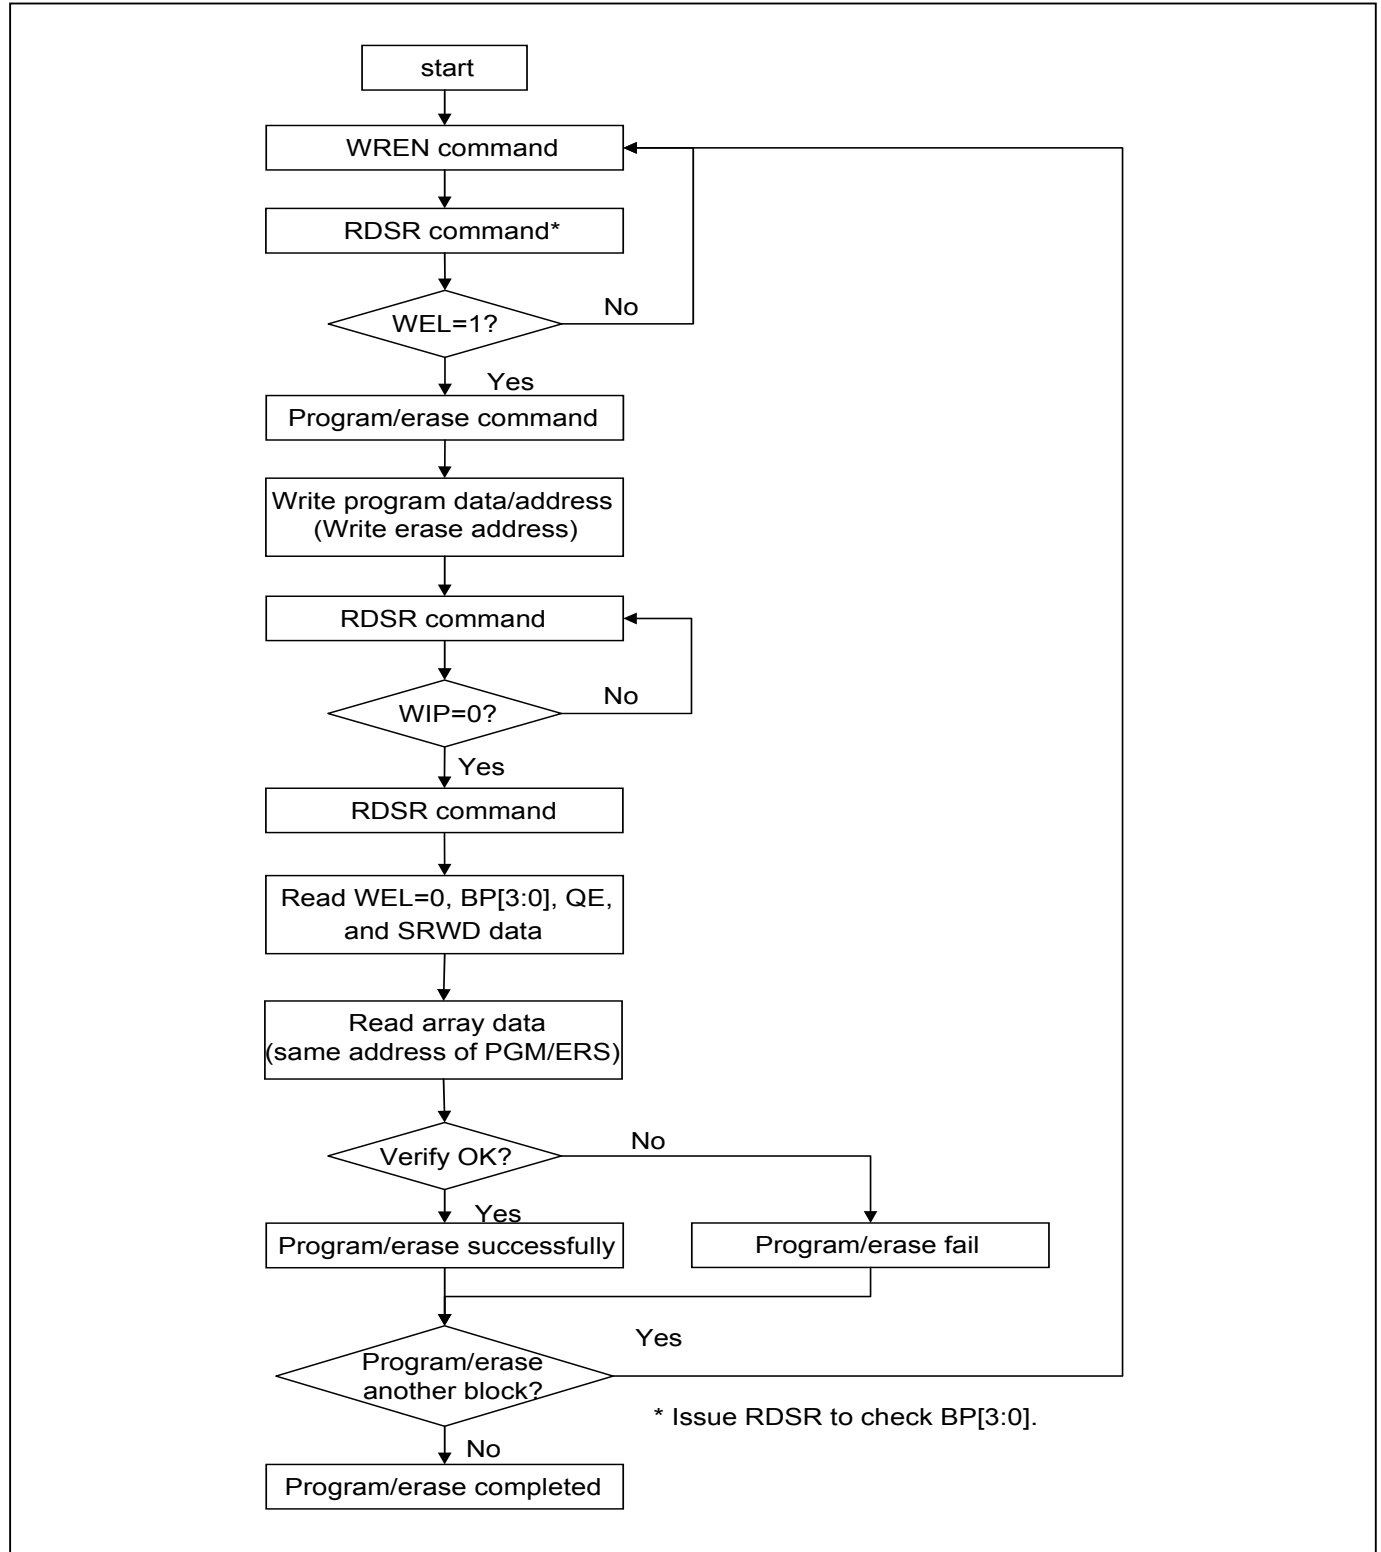 start
WREN command
RDSR command*
WEL=1?
No
Yes
Program/erase command
Write program data/address
(Write erase address)
RDSR command
WIP=0?
No
Yes
RDSR command
Read WEL=0, BP[3:0], QE,
and SRWD data
Read array data
(same address of PGM/ERS)
Verify OK?
No
Yes
Program/erase successfully
Program/erase fail
Program/erase
another block?
Yes
* Issue RDSR to check BP[3:0].
No
Program/erase completed